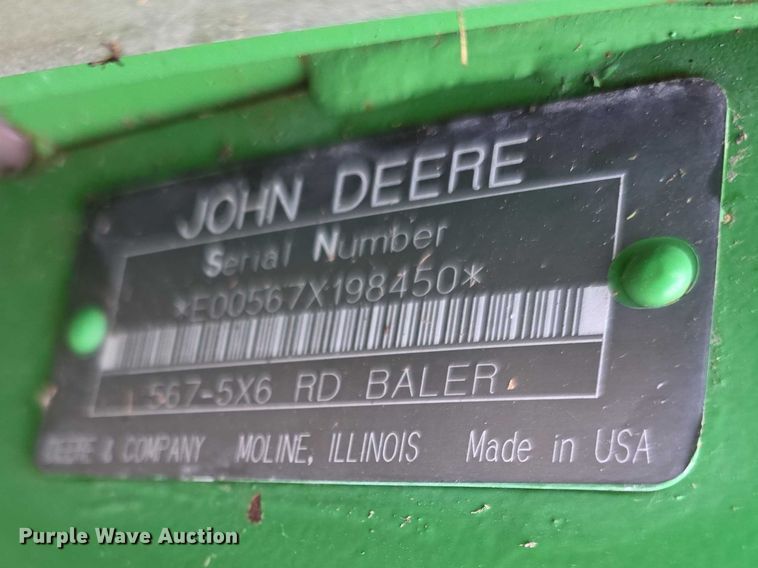 JOHN DEERE
Serial Number
*E00567X198450*
567-5X6 RD BALER
DEERE & COMPANY MOLINE, ILLINOIS Made in USA
Purple Wave Auction